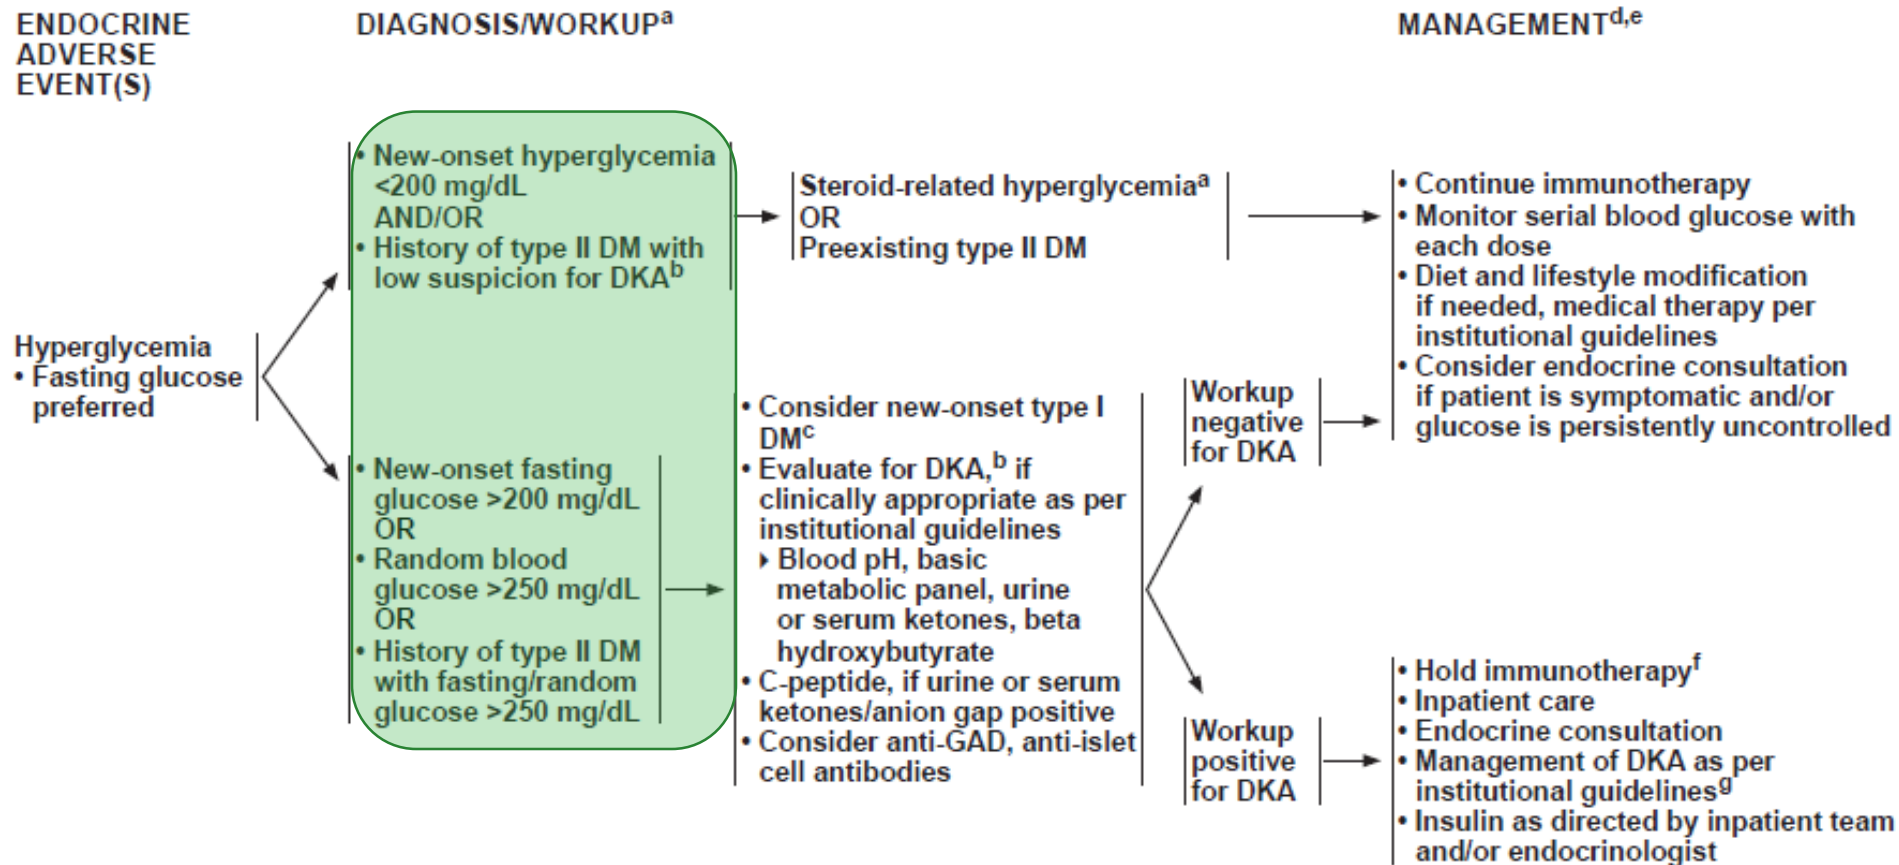 ENDOCRINE
ADVERSE
EVENT(S)
DIAGNOSIS/WORKUPa
MANAGEMENTd,e
Hyperglycemia
• Fasting glucose
preferred
• New-onset hyperglycemia
<200 mg/dL
AND/OR
• History of type II DM with
low suspicion for DKAb
Steroid-related hyperglycemiaa
OR
Preexisting type II DM
• Continue immunotherapy
• Monitor serial blood glucose with
each dose
• Diet and lifestyle modification
if needed, medical therapy per
institutional guidelines
• Consider endocrine consultation
if patient is symptomatic and/or
glucose is persistently uncontrolled
• New-onset fasting
glucose >200 mg/dL
OR
• Random blood
glucose >250 mg/dL
OR
• History of type II DM
with fasting/random
glucose >250 mg/dL
• Consider new-onset type I
DMc
• Evaluate for DKA,b if
clinically appropriate as per
institutional guidelines
▸ Blood pH, basic
metabolic panel, urine
or serum ketones, beta
hydroxybutyrate
• C-peptide, if urine or serum
ketones/anion gap positive
• Consider anti-GAD, anti-islet
cell antibodies
Workup
negative
for DKA
Workup
positive
for DKA
• Hold immunotherapyf
• Inpatient care
• Endocrine consultation
• Management of DKA as per
institutional guidelinesg
• Insulin as directed by inpatient team
and/or endocrinologist